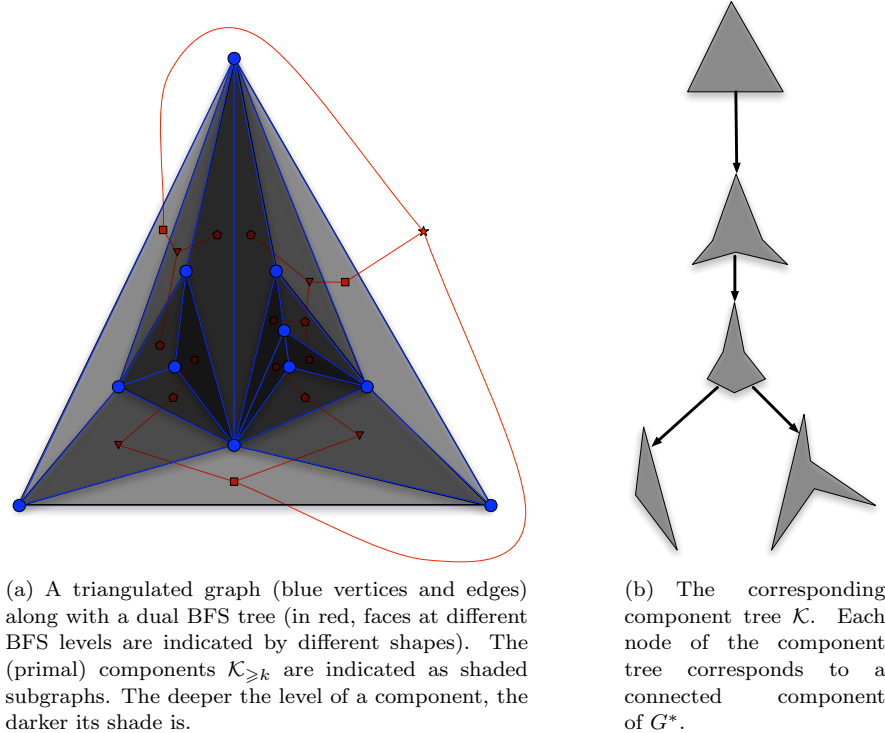 (a) A triangulated graph (blue vertices and edges)
along with a dual BFS tree (in red, faces at different
BFS levels are indicated by different shapes). The
(primal) components 𝒦⩾k are indicated as shaded
subgraphs. The deeper the level of a component, the
darker its shade is.
(b) The corresponding
component tree 𝒦. Each
node of the component
tree corresponds to a
connected component
of G*.